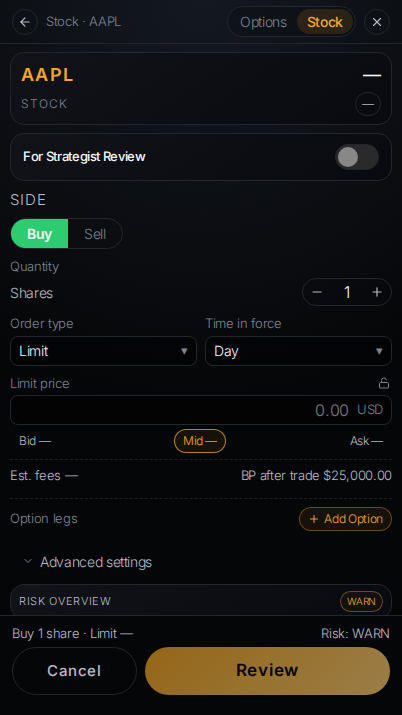 Stock · AAPL
Options Stock
AAPL —
STOCK —
For Strategist Review
SIDE
Buy Sell
Quantity
Shares − 1 +
Order type Time in force
Limit Day
Limit price
0.00 USD
Bid — Mid — Ask —
Est. fees — BP after trade $25,000.00
Option legs + Add Option
Advanced settings
RISK OVERVIEW WARN
Buy 1 share · Limit — Risk: WARN
Cancel Review